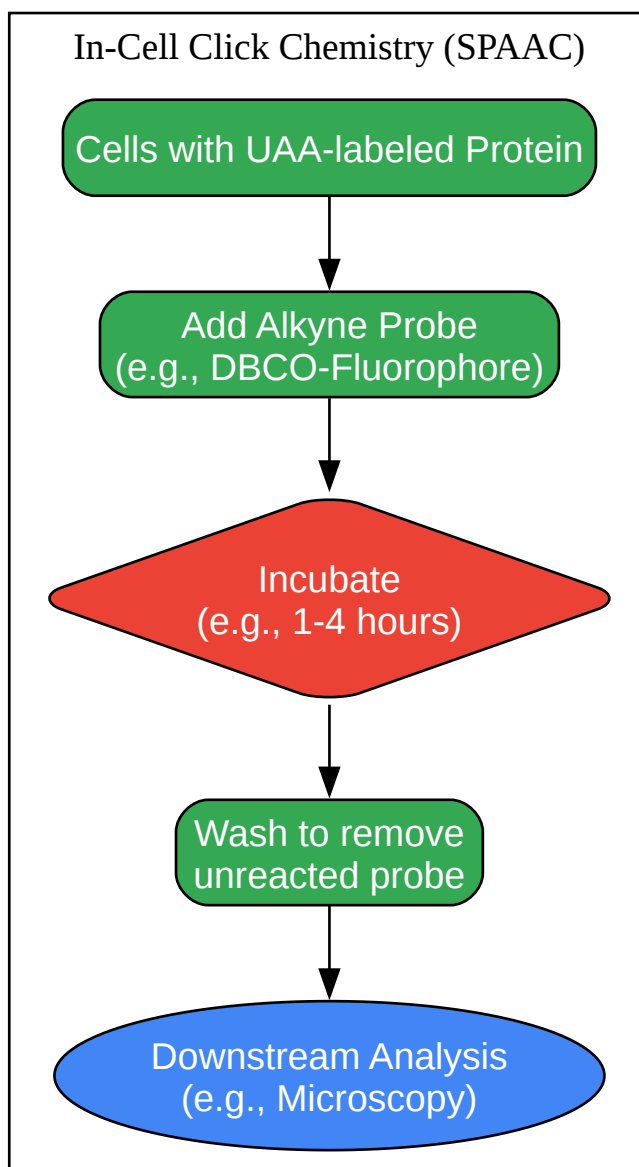 In-Cell Click Chemistry (SPAAC)
Cells with UAA-labeled Protein
Add Alkyne Probe
(e.g., DBCO-Fluorophore)
Incubate
(e.g., 1-4 hours)
Wash to remove
unreacted probe
Downstream Analysis
(e.g., Microscopy)